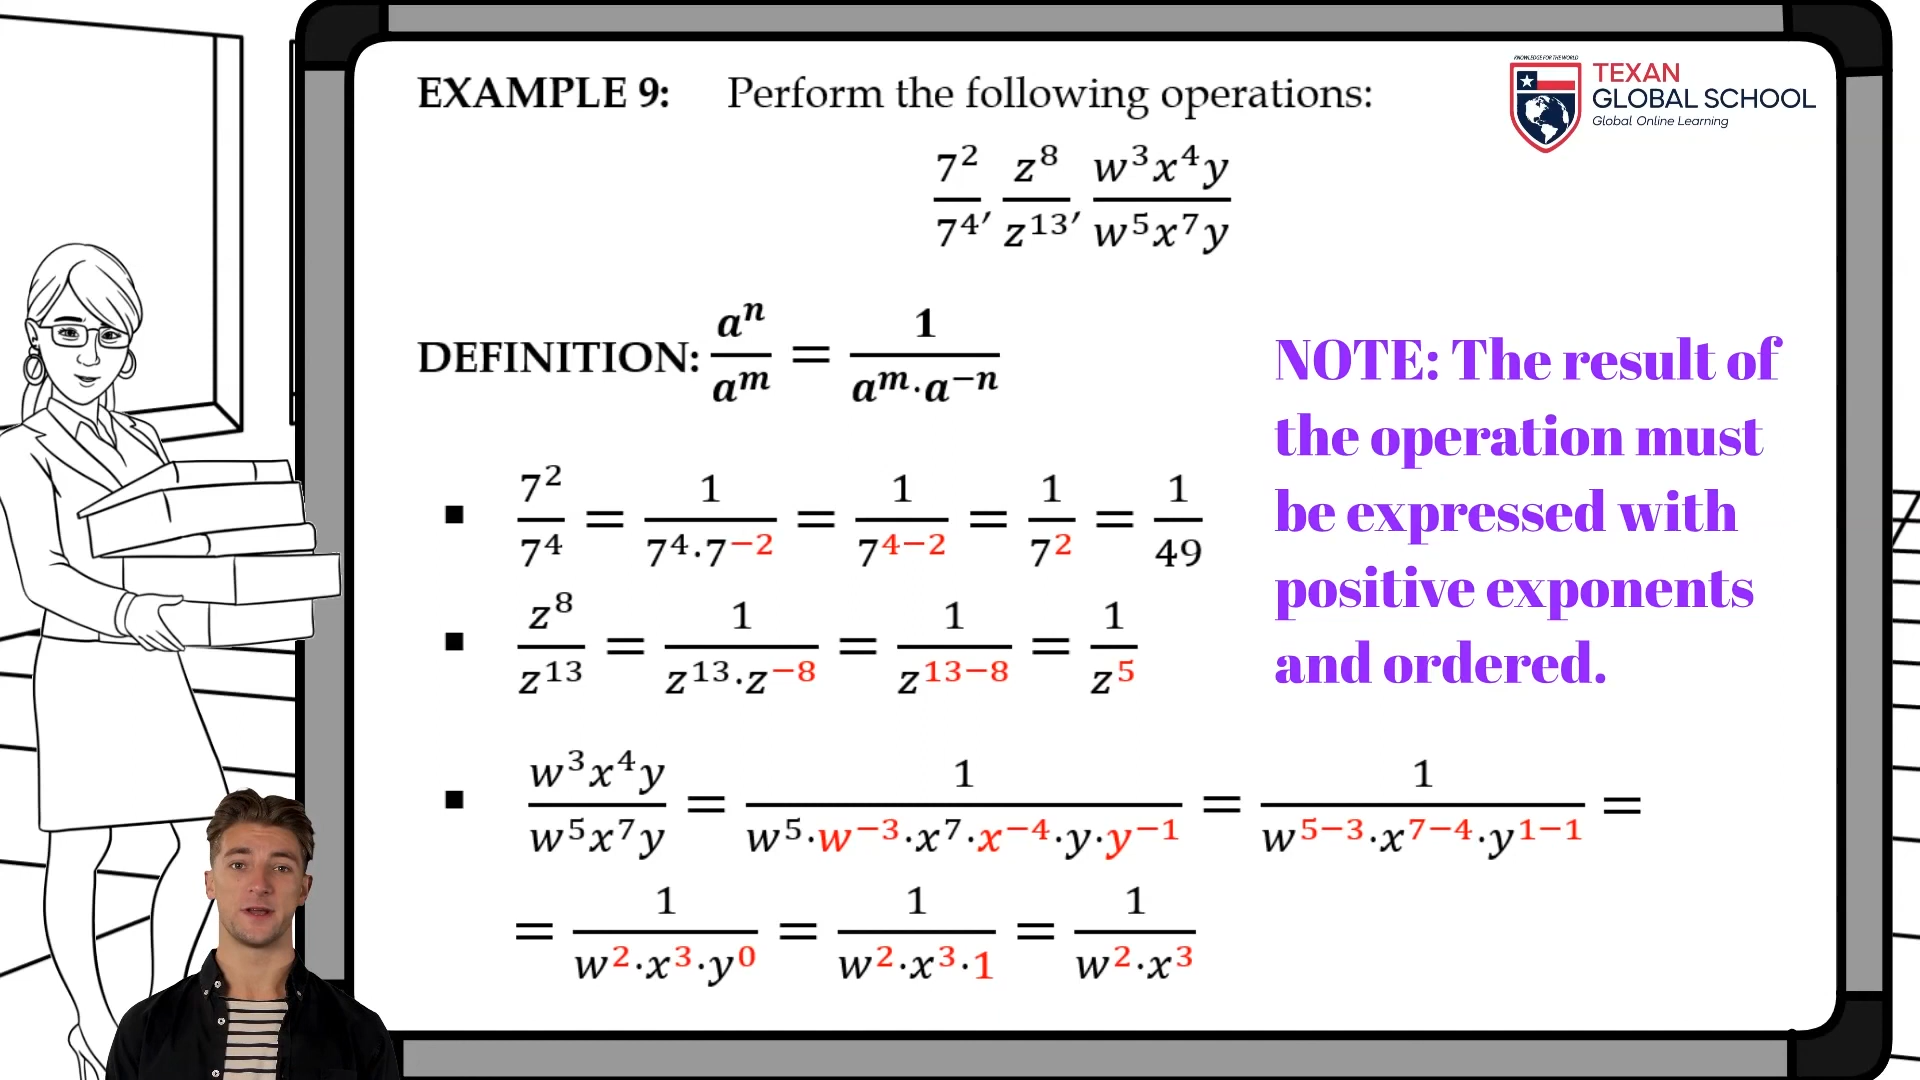 KNOWLEDGE FOR THE WORLD
TEXAN
GLOBAL SCHOOL
Global Online Learning
EXAMPLE 9: Perform the following operations:
7²/7⁴, z⁸/z¹³, w³x⁴y/w⁵x⁷y
DEFINITION: aⁿ/aᵐ = 1/(aᵐ·a⁻ⁿ)
▪ 7²/7⁴ = 1/(7⁴·7⁻²) = 1/7⁴⁻² = 1/7² = 1/49
▪ z⁸/z¹³ = 1/(z¹³·z⁻⁸) = 1/z¹³⁻⁸ = 1/z⁵
▪ w³x⁴y/w⁵x⁷y = 1/(w⁵·w⁻³·x⁷·x⁻⁴·y·y⁻¹) = 1/(w⁵⁻³·x⁷⁻⁴·y¹⁻¹) =
= 1/(w²·x³·y⁰) = 1/(w²·x³·1) = 1/(w²·x³)
NOTE: The result of
the operation must
be expressed with
positive exponents
and ordered.